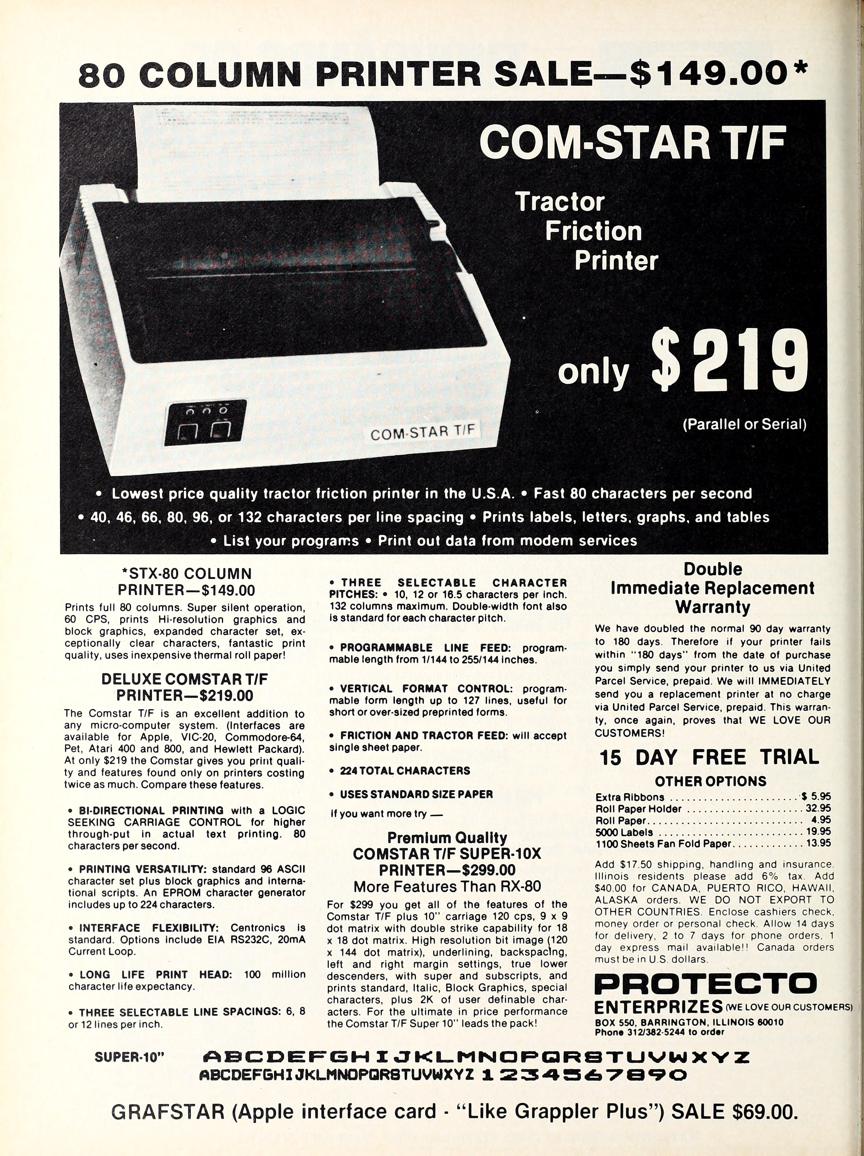 80 COLUMN PRINTER SALE—$149.00*
COM-STAR T/F
Tractor
Friction
Printer
only $219
(Parallel or Serial)
COM-STAR T/F
• Lowest price quality tractor friction printer in the U.S.A. • Fast 80 characters per second
• 40, 46, 66, 80, 96, or 132 characters per line spacing • Prints labels, letters, graphs, and tables
• List your programs • Print out data from modem services
*STX-80 COLUMN
PRINTER—$149.00
Prints full 80 columns. Super silent operation,
60 CPS, prints Hi-resolution graphics and
block graphics, expanded character set, ex-
ceptionally clear characters, fantastic print
quality, uses inexpensive thermal roll paper!
DELUXE COMSTAR T/F
PRINTER—$219.00
The Comstar T/F is an excellent addition to
any micro-computer system. (Interfaces are
available for Apple, VIC-20, Commodore-64,
Pet, Atari 400 and 800, and Hewlett Packard).
At only $219 the Comstar gives you print quali-
ty and features found only on printers costing
twice as much. Compare these features.
• BI-DIRECTIONAL PRINTING with a LOGIC
SEEKING CARRIAGE CONTROL for higher
through-put in actual text printing. 80
characters per second.
• PRINTING VERSATILITY: standard 96 ASCII
character set plus block graphics and interna-
tional scripts. An EPROM character generator
includes up to 224 characters.
• INTERFACE FLEXIBILITY: Centronics is
standard. Options include EIA RS232C, 20mA
Current Loop.
• LONG LIFE PRINT HEAD: 100 million
character life expectancy.
• THREE SELECTABLE LINE SPACINGS: 6, 8
or 12 lines per inch.
• THREE SELECTABLE CHARACTER
PITCHES: • 10, 12 or 16.5 characters per inch.
132 columns maximum. Double-width font also
is standard for each character pitch.
• PROGRAMMABLE LINE FEED: program-
mable length from 1/144 to 255/144 inches.
• VERTICAL FORMAT CONTROL: program-
mable form length up to 127 lines, useful for
short or over-sized preprinted forms.
• FRICTION AND TRACTOR FEED: will accept
single sheet paper.
• 224 TOTAL CHARACTERS
• USES STANDARD SIZE PAPER
If you want more try —
Premium Quality
COMSTAR T/F SUPER-10X
PRINTER—$299.00
More Features Than RX-80
For $299 you get all of the features of the
Comstar T/F plus 10" carriage 120 cps, 9 x 9
dot matrix with double strike capability for 18
x 18 dot matrix. High resolution bit image (120
x 144 dot matrix), underlining, backspacing,
left and right margin settings, true lower
descenders, with super and subscripts, and
prints standard, Italic, Block Graphics, special
characters, plus 2K of user definable char-
acters. For the ultimate in price performance
the Comstar T/F Super 10" leads the pack!
Double
Immediate Replacement
Warranty
We have doubled the normal 90 day warranty
to 180 days. Therefore if your printer fails
within "180 days" from the date of purchase
you simply send your printer to us via United
Parcel Service, prepaid. We will IMMEDIATELY
send you a replacement printer at no charge
via United Parcel Service, prepaid. This warran-
ty, once again, proves that WE LOVE OUR
CUSTOMERS!
15 DAY FREE TRIAL
OTHER OPTIONS
Extra Ribbons . . . . . . . . . . . . . . . . . . . . . . $ 5.95
Roll Paper Holder . . . . . . . . . . . . . . . . . . . . 32.95
Roll Paper . . . . . . . . . . . . . . . . . . . . . . . . . . 4.95
5000 Labels . . . . . . . . . . . . . . . . . . . . . . . . 19.95
1100 Sheets Fan Fold Paper . . . . . . . . . . . . 13.95
Add $17.50 shipping, handling and insurance.
Illinois residents please add 6% tax. Add
$40.00 for CANADA, PUERTO RICO, HAWAII,
ALASKA orders. WE DO NOT EXPORT TO
OTHER COUNTRIES. Enclose cashiers check,
money order or personal check. Allow 14 days
for delivery, 2 to 7 days for phone orders, 1
day express mail available!! Canada orders
must be in U.S. dollars.
PROTECTO
ENTERPRIZES (WE LOVE OUR CUSTOMERS)
BOX 550, BARRINGTON, ILLINOIS 60010
Phone 312/382-5244 to order
SUPER-10" ABCDEFGHIJKLMNOPQRSTUVWXYZ
ABCDEFGHIJKLMNOPQRSTUVWXYZ 1234567890
GRAFSTAR (Apple interface card - "Like Grappler Plus") SALE $69.00.